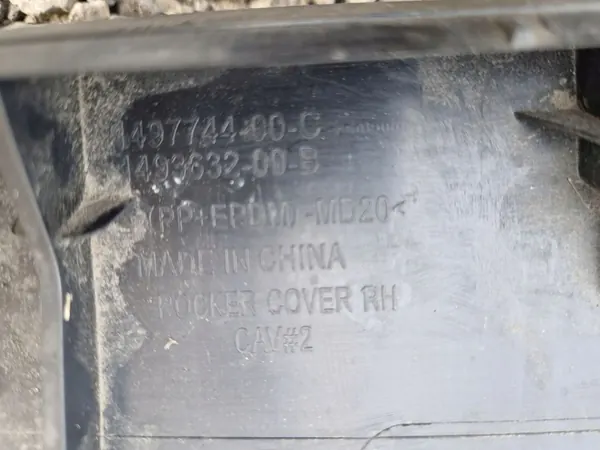 1497744-00-C
1493632-00-B
(PP+EPDM)-MD20<
MADE IN CHINA
ROCKER COVER RH
CAV#2